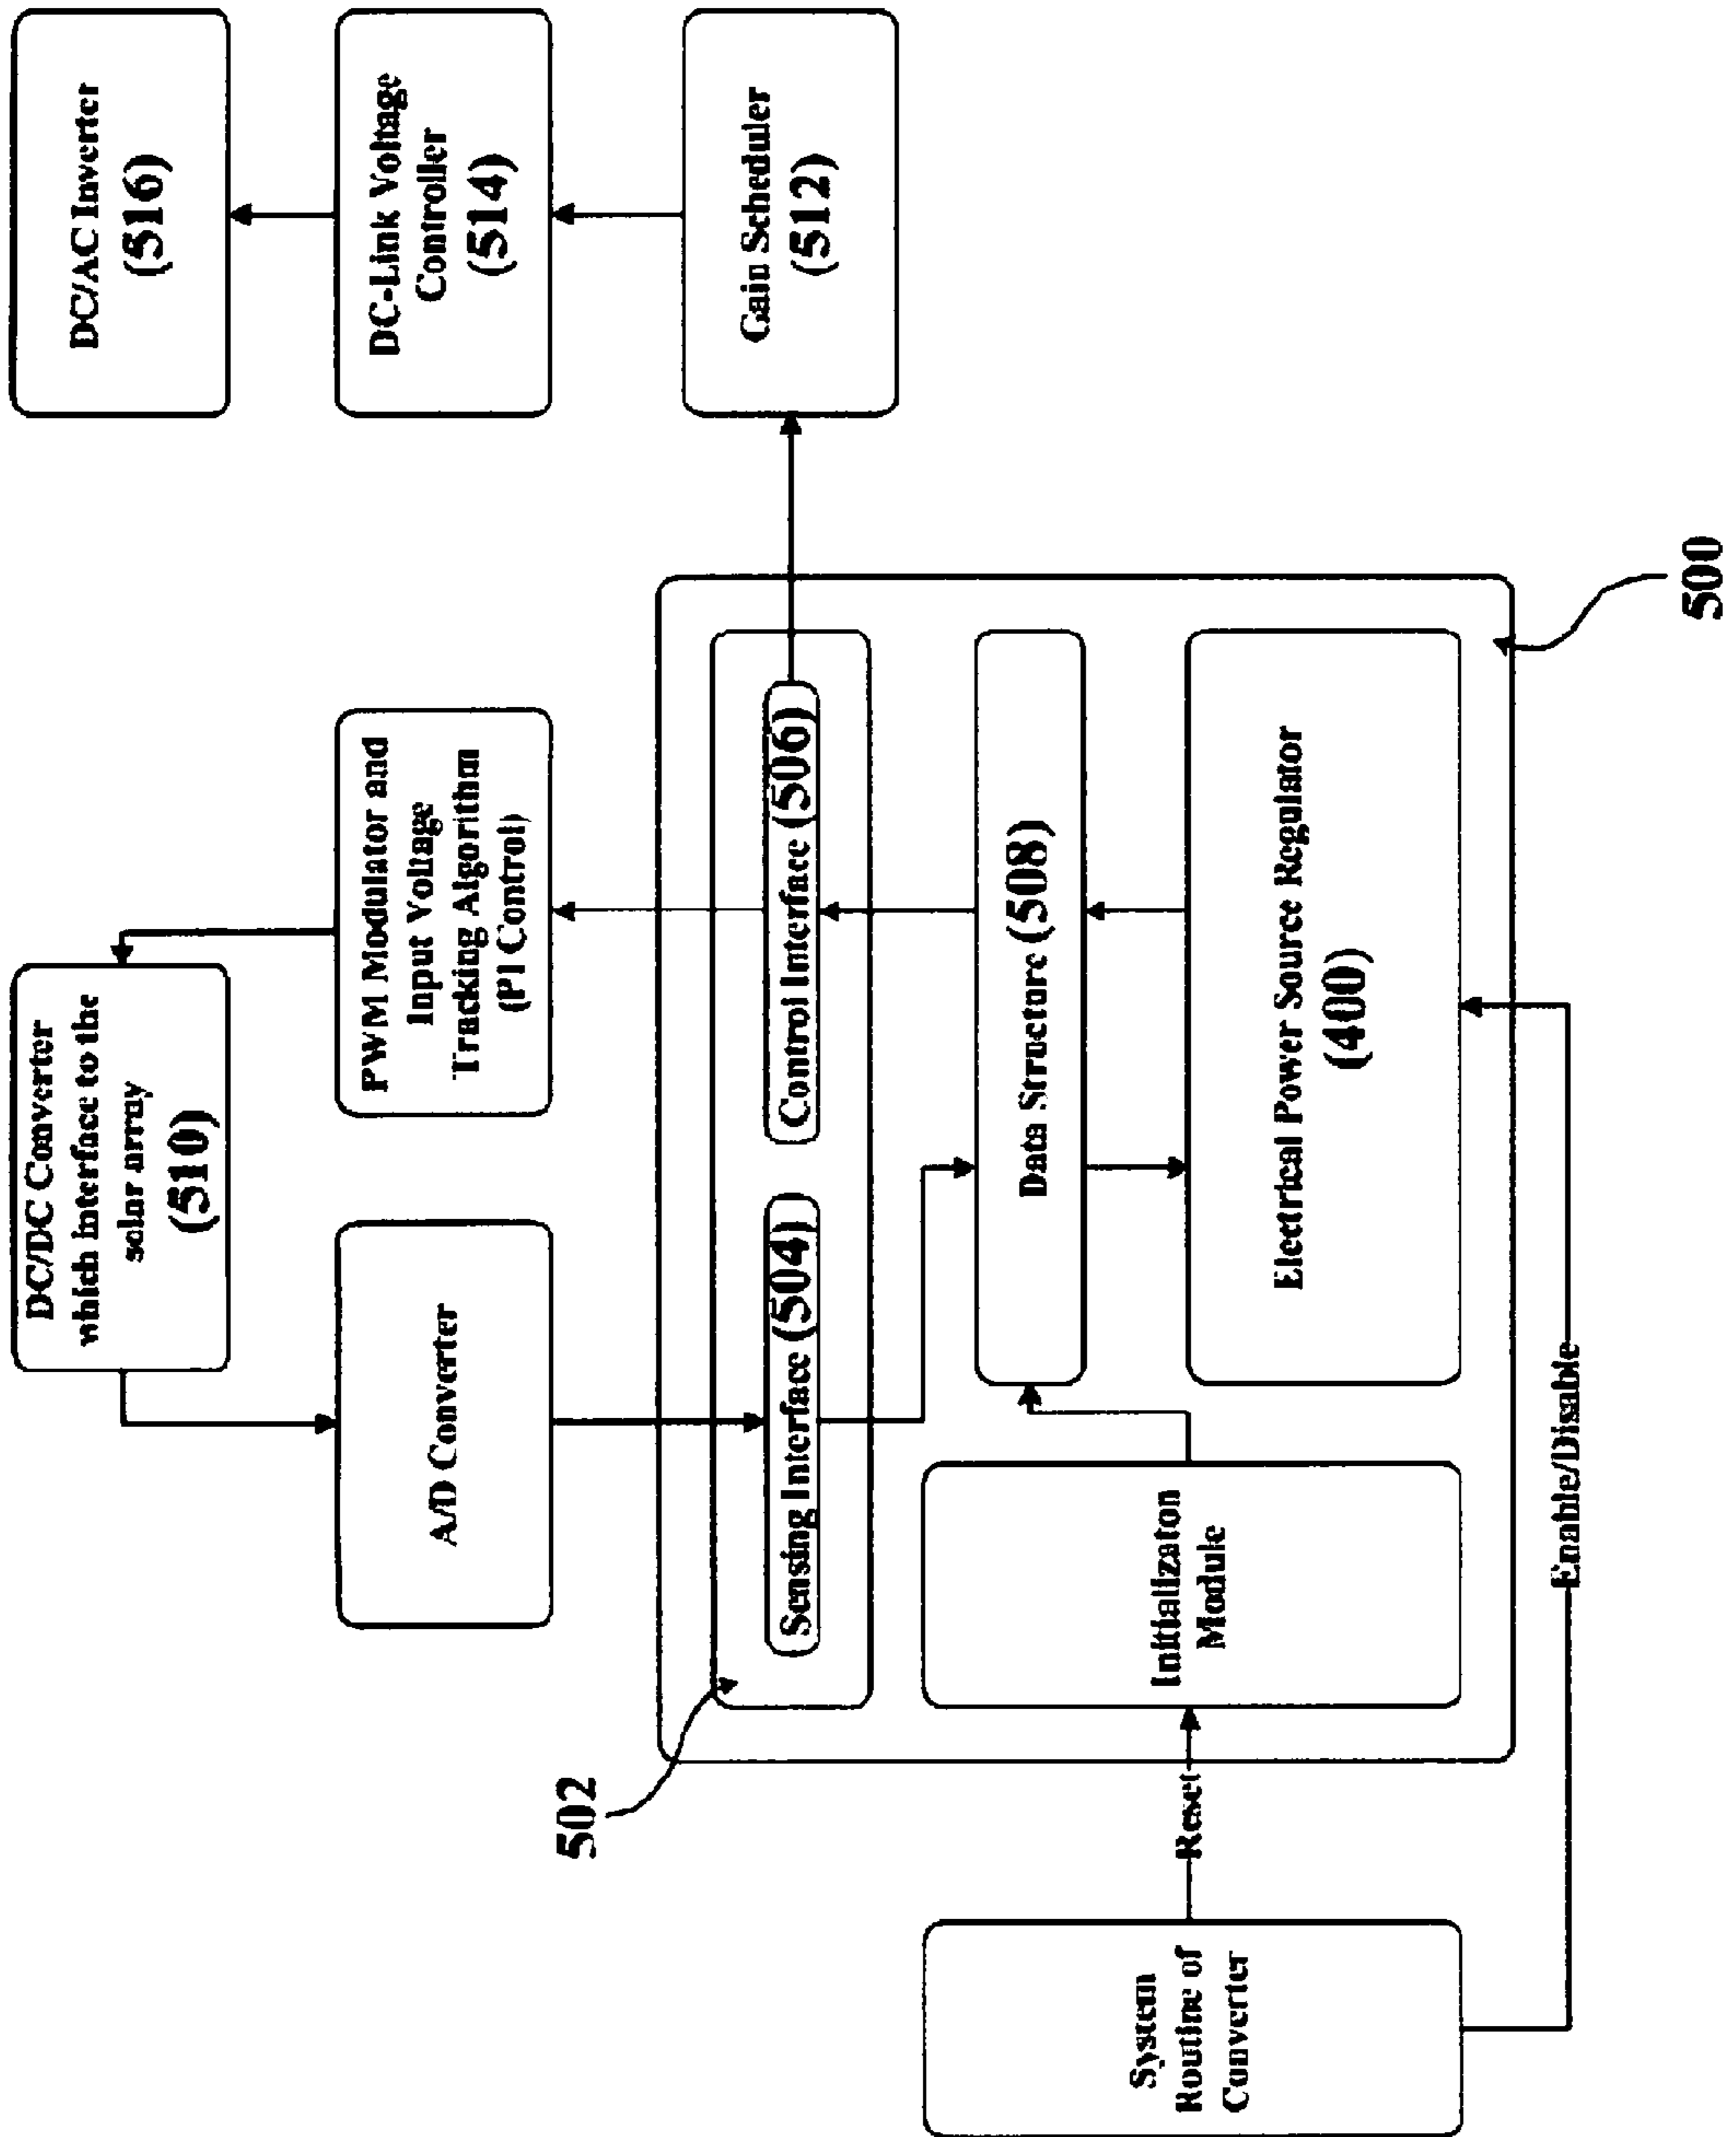 DC/DC Converter
which interface to the
solar array
(510)
DC/AC Inverter
(516)
A/D Converter
PWM Modulator and
Input Voltage
Tracking Algorithm
(PI Control)
DC-Link Voltage
Controller
(514)
502
Sensing Interface (504)
Control Interface (506)
Gain Scheduler
(512)
System
Routine of
Converter
Reset
Initializaton
Module
Data Structure (508)
Electrical Power Source Regulator
(400)
Enable/Disable
500